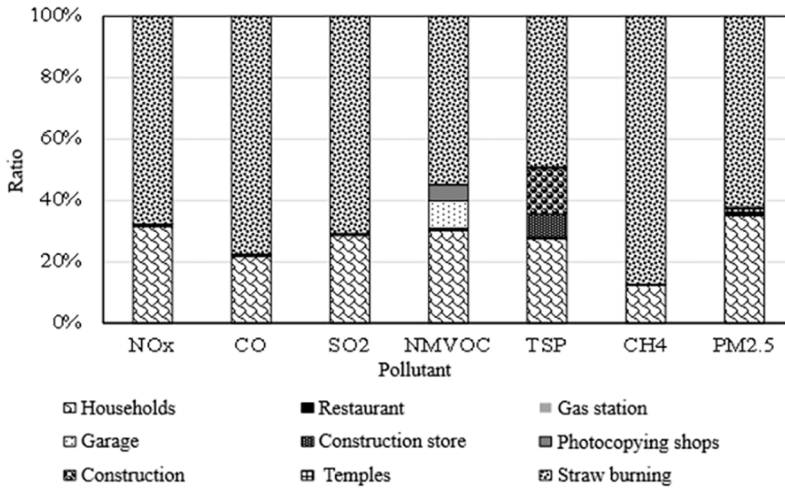 100%
80%
60%
40%
20%
0%
Ratio
NOx CO SO2 NMVOC TSP CH4 PM2.5
Pollutant
Households Restaurant Gas station
Garage Construction store Photocopying shops
Construction Temples Straw burning